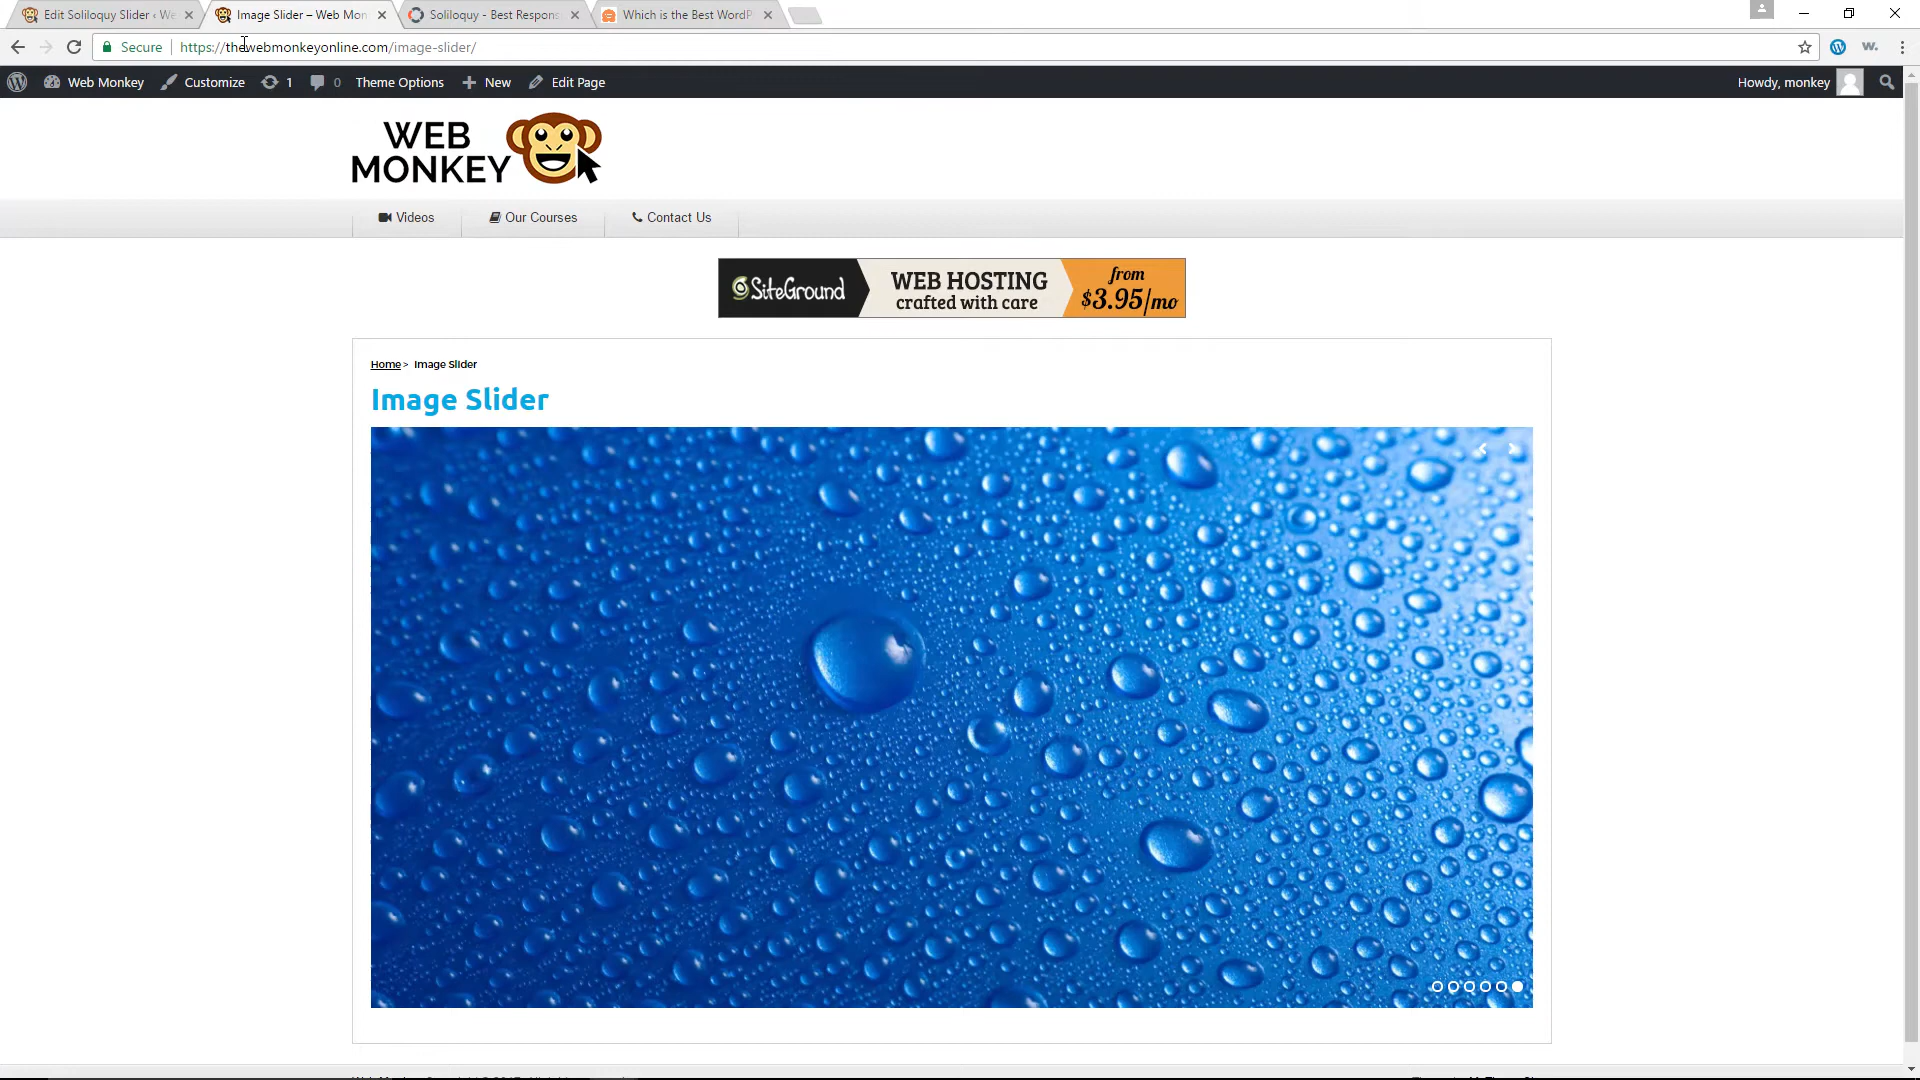 Edit Soliloquy Slider ‹ We
Image Slider – Web Mon
Soliloquy - Best Respons
Which is the Best WordP
Secure
https://thewebmonkeyonline.com/image-slider/
w.
Web Monkey
Customize
1
0
Theme Options
New
Edit Page
Howdy, monkey
WEB
MONKEY
Videos
Our Courses
Contact Us
SiteGround
WEB HOSTING
crafted with care
from
$3.95/mo
Home > Image Slider
Image Slider